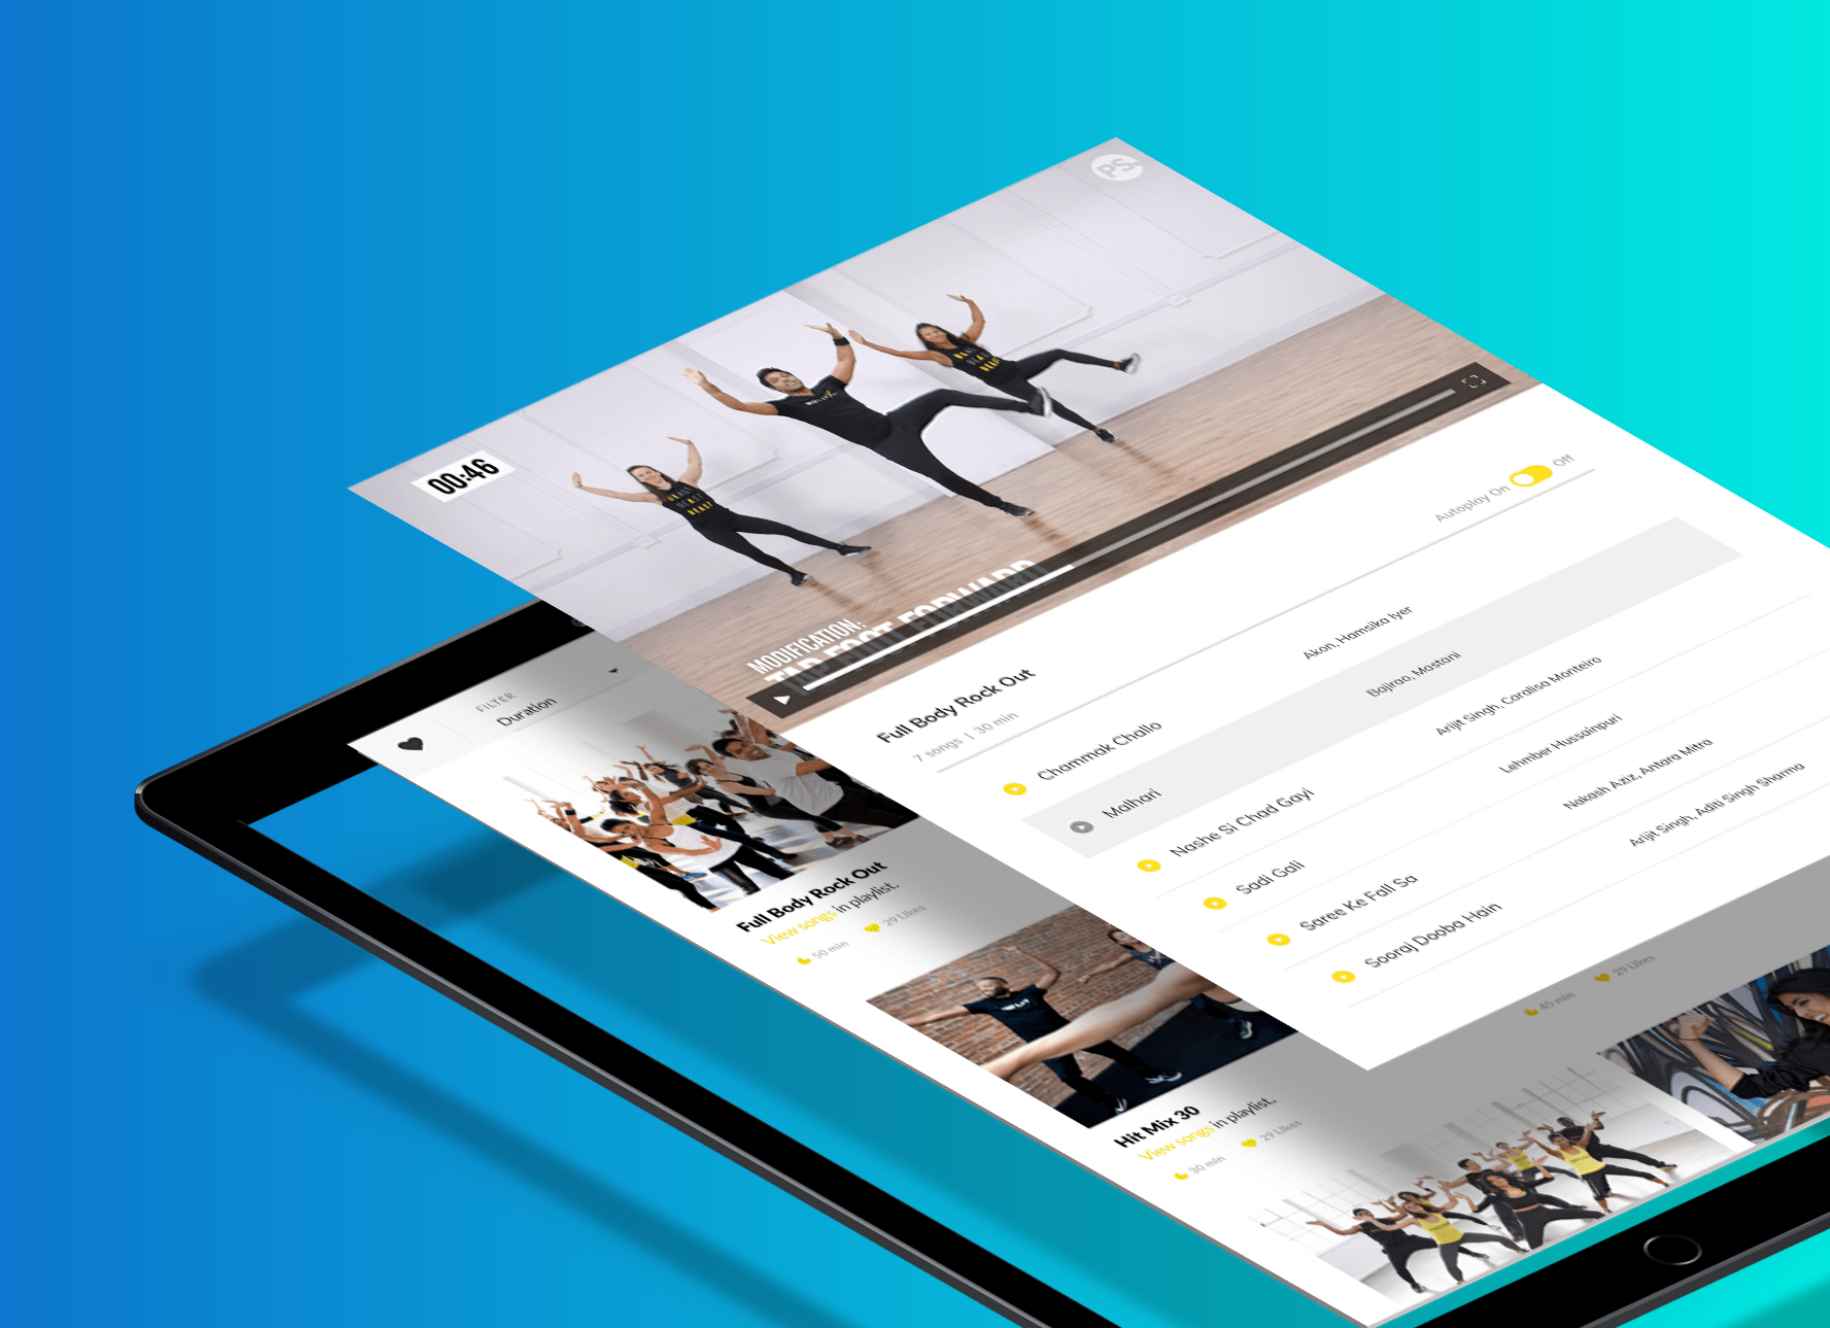 PS
00:46
MODIFICATION:
TAP FOOT FORWARD
Autoplay On Off
Full Body Rock Out
7 songs | 30 min
Chammak Challo Akon, Hamsika Iyer
Malhari Bajirao, Mastani
Nashe Si Chad Gayi Arijit Singh, Caralisa Monteiro
Sadi Gali Lehmber Hussainpuri
Saree Ke Fall Sa Nakash Aziz, Antara Mitra
Sooraj Dooba Hain Arijit Singh, Aditi Singh Sharma
FILTER
Duration
Full Body Rock Out
View songs in playlist.
50 min 29 Likes
Hit Mix 30
View songs in playlist.
30 min 29 Likes
45 min 29 Likes